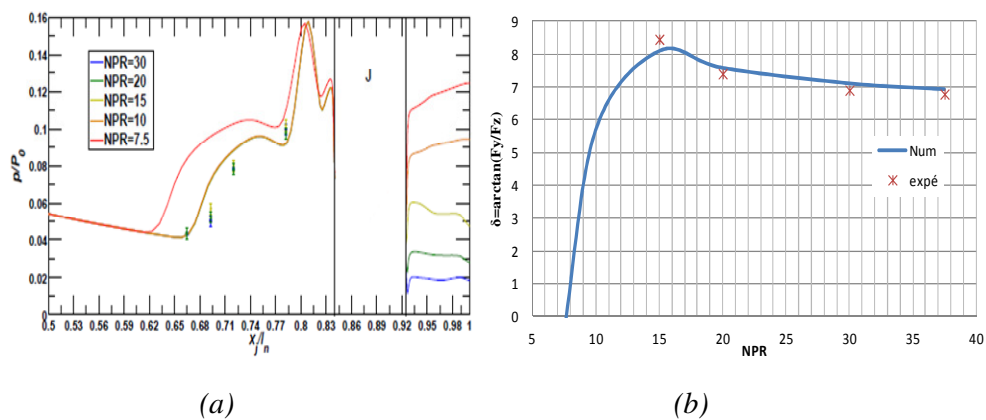 P/Po
0.16
0.14
0.12
0.10
0.08
0.06
0.04
0.02
0
NPR=30
NPR=20
NPR=15
NPR=10
NPR=7.5
J
0.5 0.53 0.56 0.59 0.62 0.65 0.68 0.71 0.74 0.77 0.8 0.83 0.86 0.89 0.92 0.95 0.98 1
Xj/ln
(a)
δ=arctan(Fy/Fz)
9
8
7
6
5
4
3
2
1
0
Num
expé
5 10 15 20 25 30 35 40
NPR
(b)